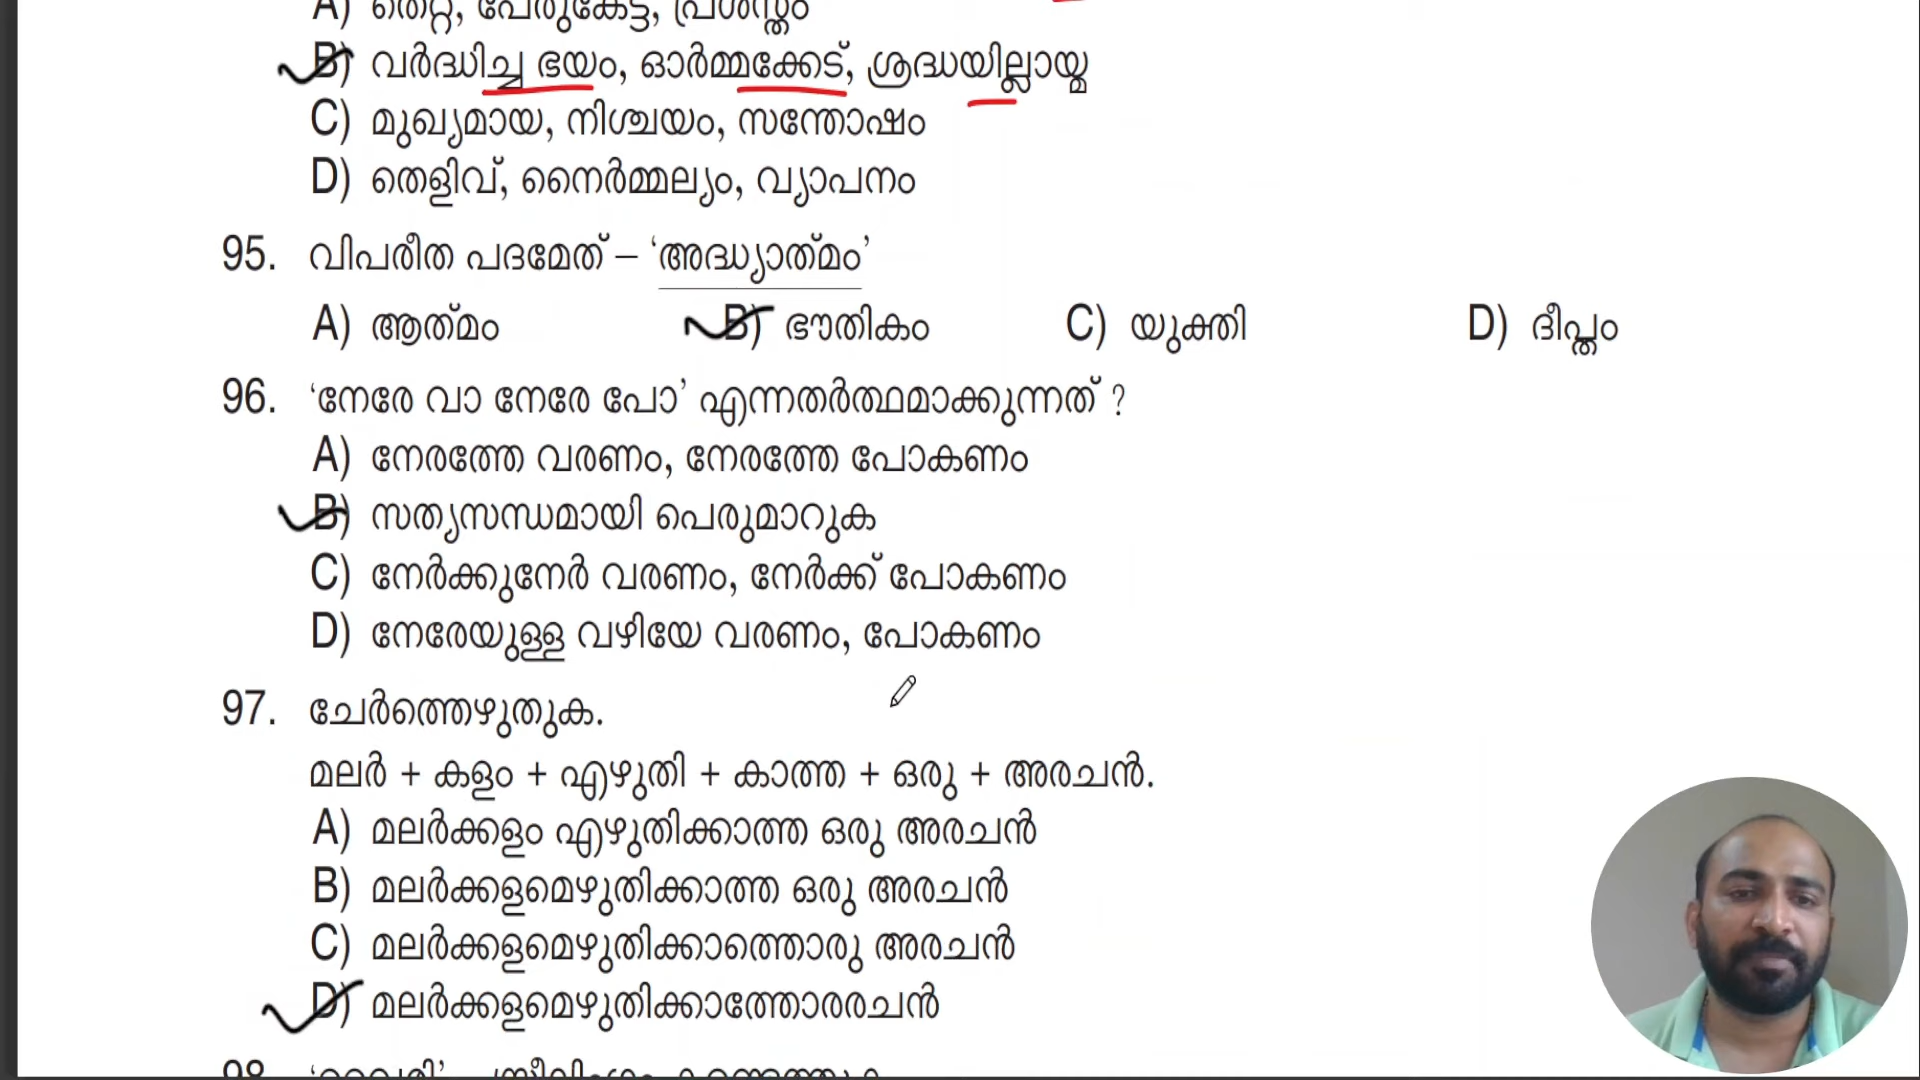 A) തെറ്റ്, പേരുകേട്ട, പ്രശസ്തം
B) വർദ്ധിച്ച ഭയം, ഓർമ്മക്കേട്, ശ്രദ്ധയില്ലായ്മ
C) മുഖ്യമായ, നിശ്ചയം, സന്തോഷം
D) തെളിവ്, നൈർമ്മല്യം, വ്യാപനം
95. വിപരീത പദമേത് – ‘അദ്ധ്യാത്മം’
A) ആത്മം B) ഭൗതികം C) യുക്തി D) ദീപ്തം
96. ‘നേരേ വാ നേരേ പോ’ എന്നതർത്ഥമാക്കുന്നത് ?
A) നേരത്തേ വരണം, നേരത്തേ പോകണം
B) സത്യസന്ധമായി പെരുമാറുക
C) നേർക്കുനേർ വരണം, നേർക്ക് പോകണം
D) നേരേയുള്ള വഴിയേ വരണം, പോകണം
97. ചേർത്തെഴുതുക.
മലർ + കളം + എഴുതി + കാത്ത + ഒരു + അരചൻ.
A) മലർക്കളം എഴുതിക്കാത്ത ഒരു അരചൻ
B) മലർക്കളമെഴുതിക്കാത്ത ഒരു അരചൻ
C) മലർക്കളമെഴുതിക്കാത്തൊരു അരചൻ
D) മലർക്കളമെഴുതിക്കാത്തോരരചൻ
98.